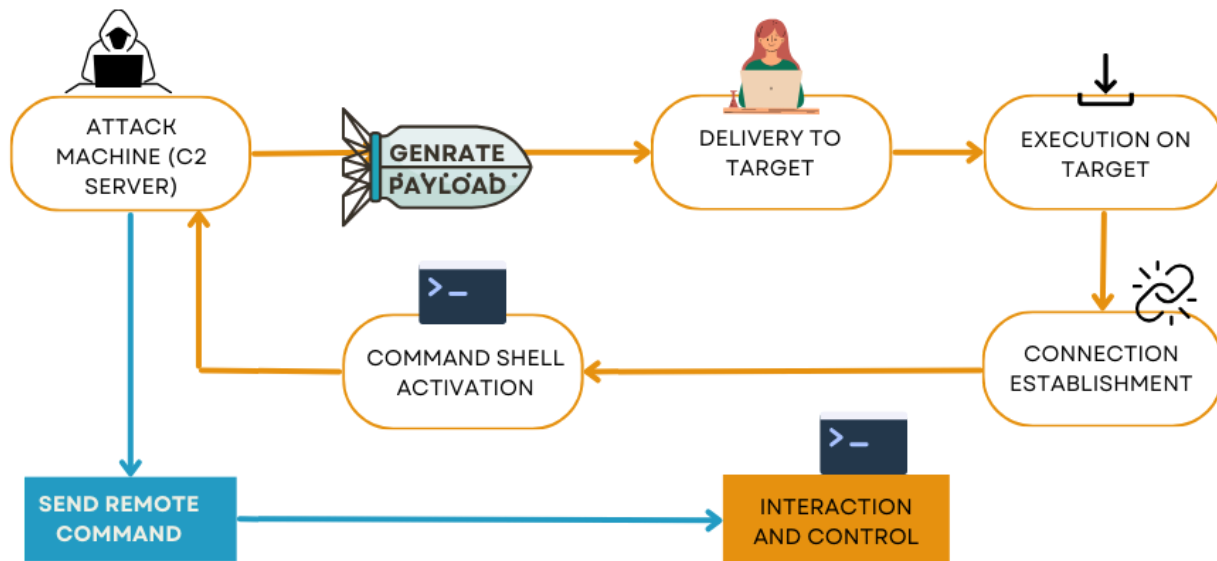 ATTACK
MACHINE (C2
SERVER)
GENRATE
PAYLOAD
DELIVERY TO
TARGET
EXECUTION ON
TARGET
COMMAND SHELL
ACTIVATION
CONNECTION
ESTABLISHMENT
SEND REMOTE
COMMAND
INTERACTION
AND CONTROL